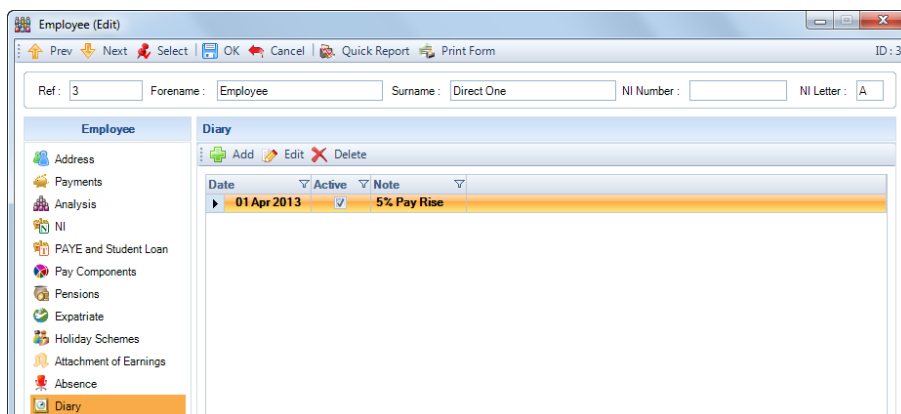 Employee (Edit)
Prev Next Select OK Cancel Quick Report Print Form ID : 3
Ref : 3 Forename : Employee Surname : Direct One NI Number : NI Letter : A
Employee
Address
Payments
Analysis
NI
PAYE and Student Loan
Pay Components
Pensions
Expatriate
Holiday Schemes
Attachment of Earnings
Absence
Diary
Diary
Add Edit Delete
Date Active Note
01 Apr 2013 5% Pay Rise